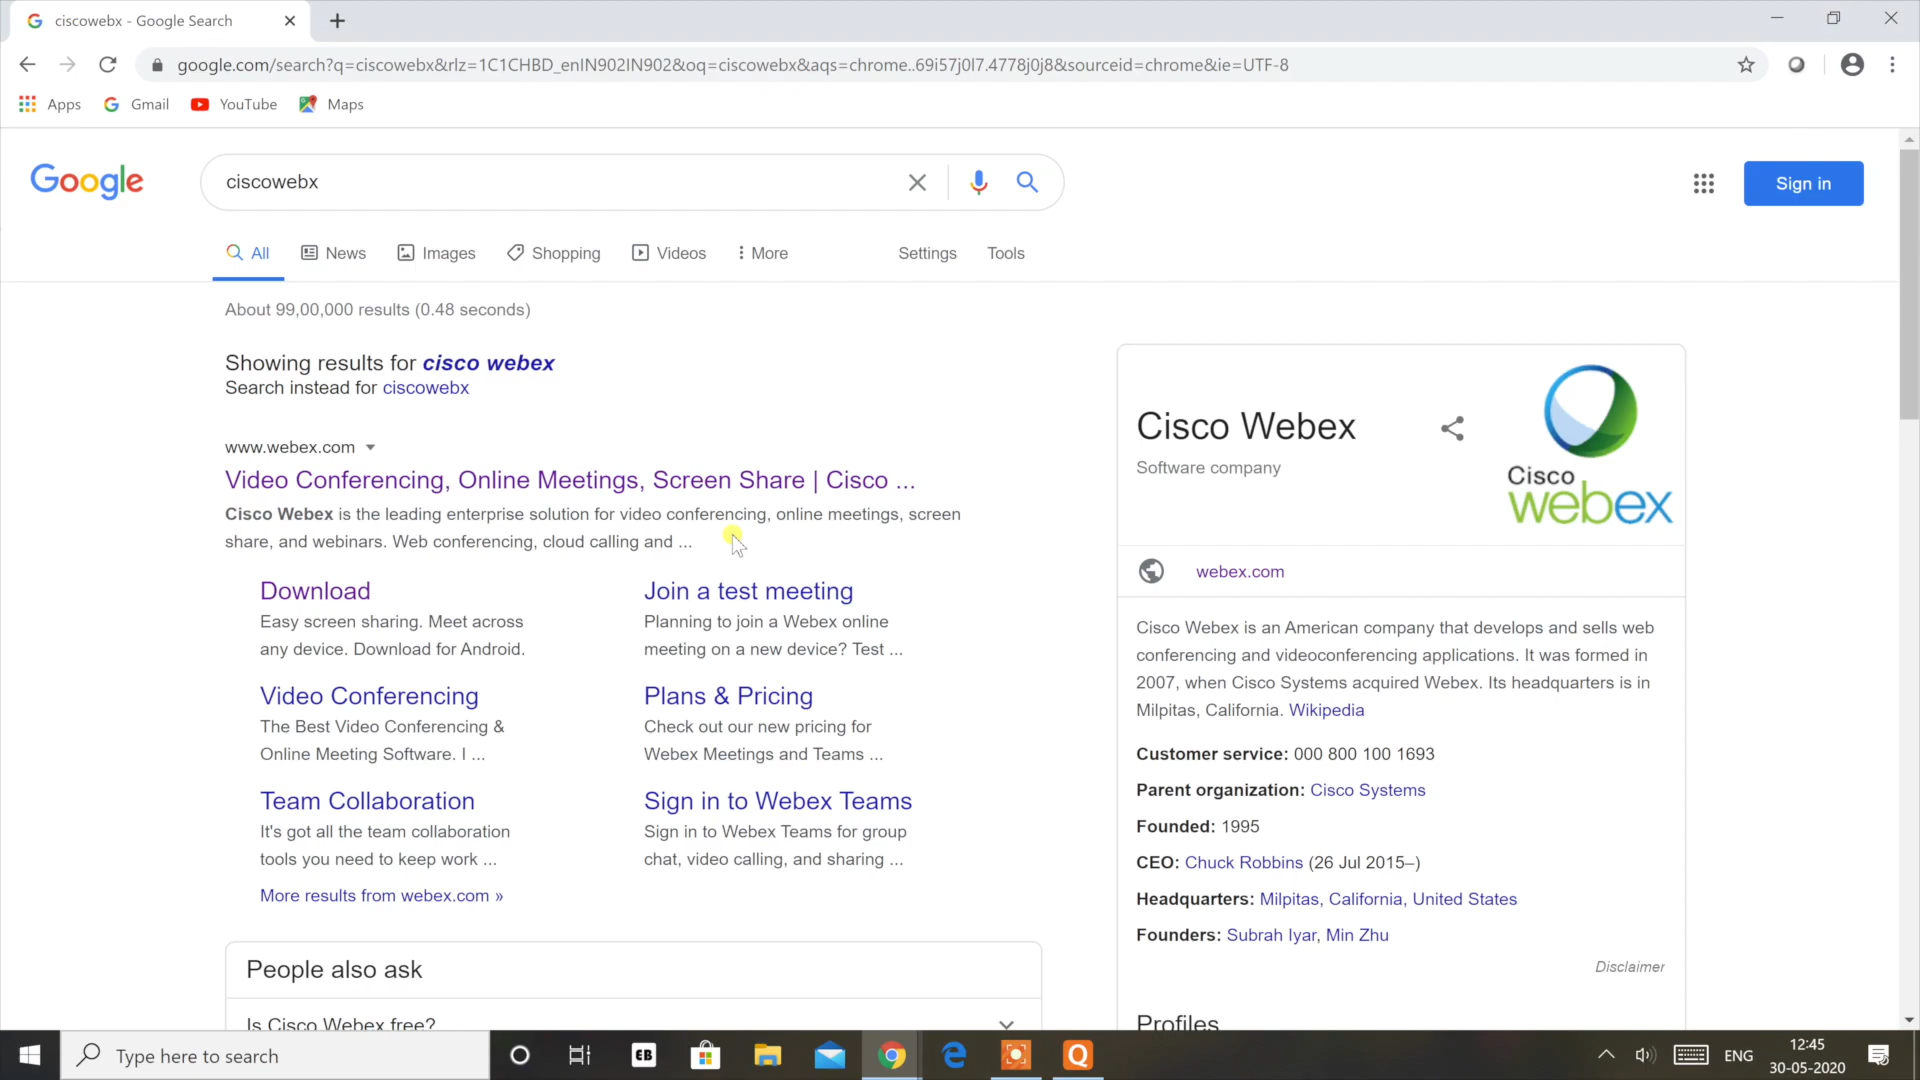 ciscowebx - Google Search
google.com/search?q=ciscowebx&rlz=1C1CHBD_enIN902IN902&oq=ciscowebx&aqs=chrome..69i57j0l7.4778j0j8&sourceid=chrome&ie=UTF-8
Apps Gmail YouTube Maps
Google ciscowebx Sign in
All News Images Shopping Videos More Settings Tools
About 99,00,000 results (0.48 seconds)
Showing results for cisco webex
Search instead for ciscowebx
www.webex.com
Video Conferencing, Online Meetings, Screen Share | Cisco ...
Cisco Webex is the leading enterprise solution for video conferencing, online meetings, screen
share, and webinars. Web conferencing, cloud calling and ...
Download
Easy screen sharing. Meet across
any device. Download for Android.
Join a test meeting
Planning to join a Webex online
meeting on a new device? Test ...
Video Conferencing
The Best Video Conferencing &
Online Meeting Software. I ...
Plans & Pricing
Check out our new pricing for
Webex Meetings and Teams ...
Team Collaboration
It's got all the team collaboration
tools you need to keep work ...
Sign in to Webex Teams
Sign in to Webex Teams for group
chat, video calling, and sharing ...
More results from webex.com »
People also ask
Is Cisco Webex free?
Cisco Webex
Software company
Cisco
webex
webex.com
Cisco Webex is an American company that develops and sells web
conferencing and videoconferencing applications. It was formed in
2007, when Cisco Systems acquired Webex. Its headquarters is in
Milpitas, California. Wikipedia
Customer service: 000 800 100 1693
Parent organization: Cisco Systems
Founded: 1995
CEO: Chuck Robbins (26 Jul 2015–)
Headquarters: Milpitas, California, United States
Founders: Subrah Iyar, Min Zhu
Disclaimer
Profiles
Type here to search
EB
Q
ENG
12:45
30-05-2020